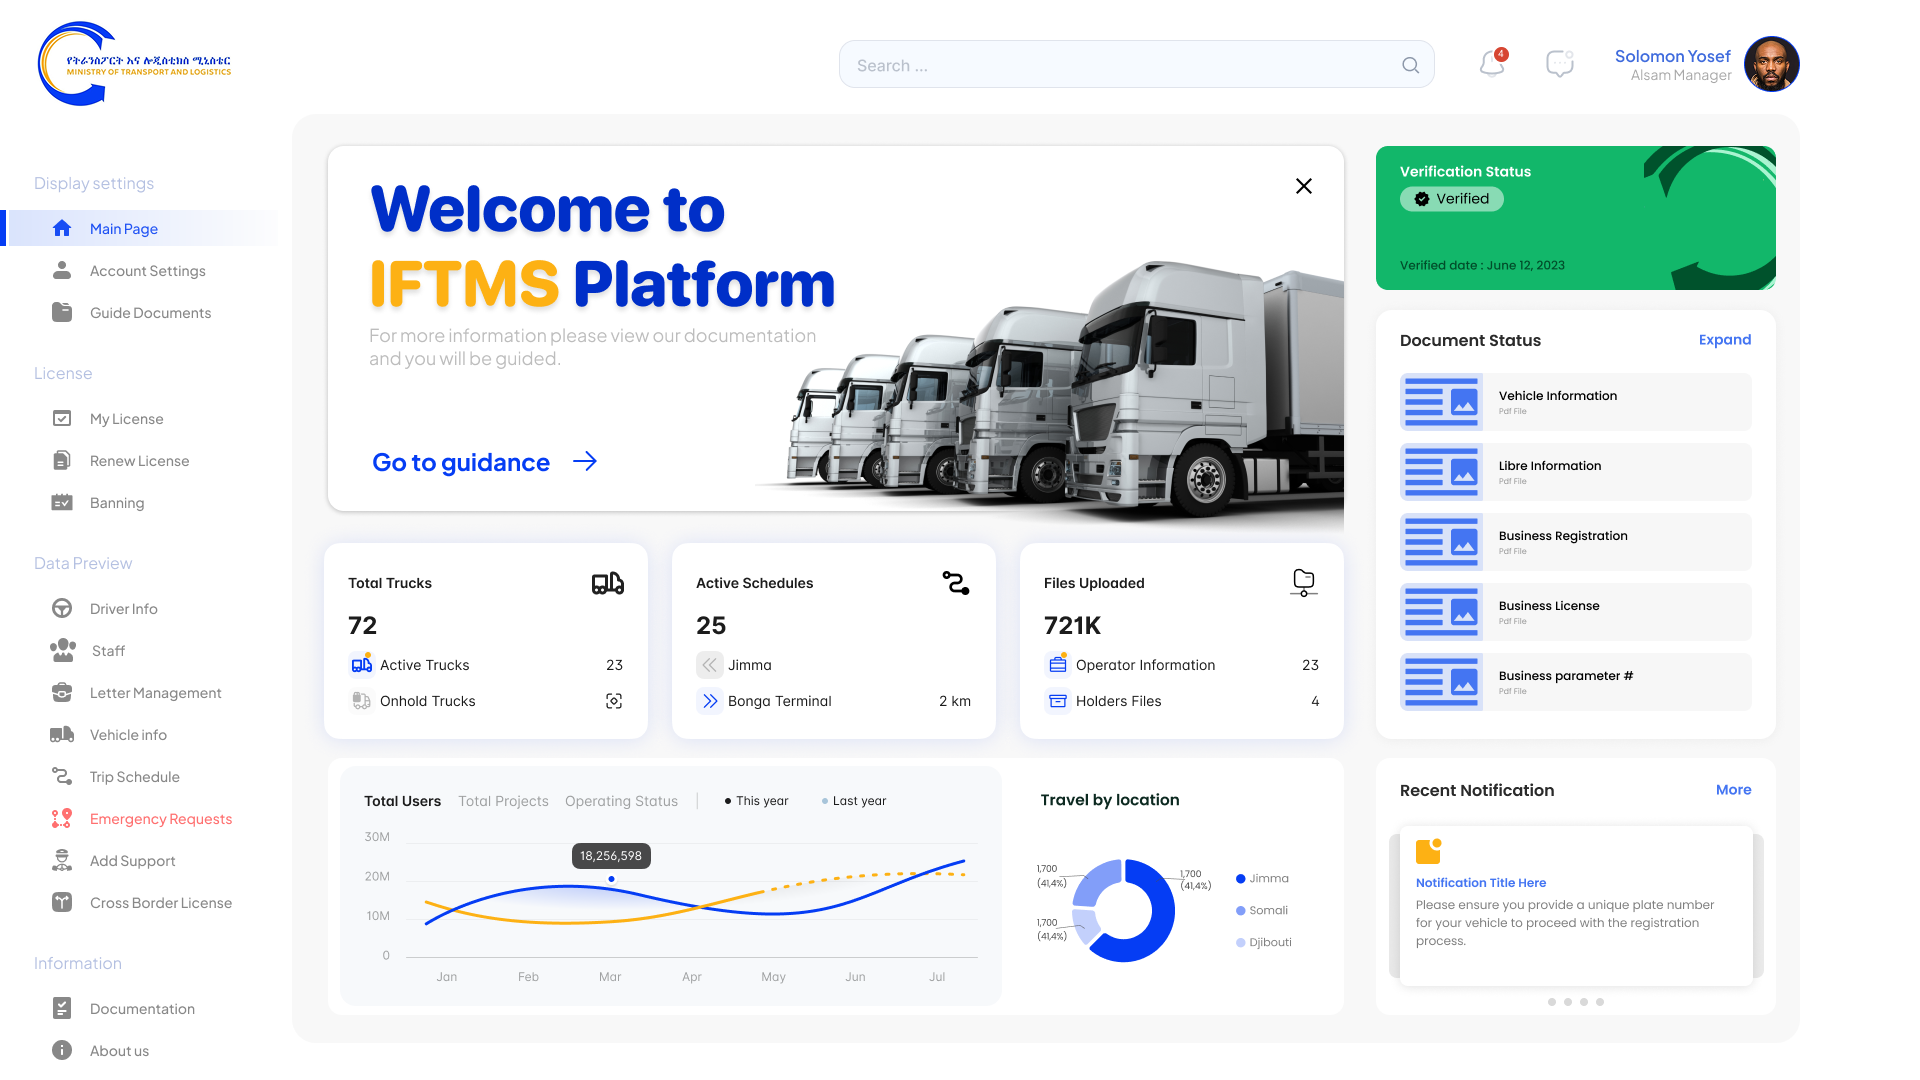 የትራንስፖርት እና ሎጂስቲክስ ሚኒስቴር
MINISTRY OF TRANSPORT AND LOGISTICS
Search ...
4
Solomon Yosef
Alsam Manager
Display settings
Main Page
Account Settings
Guide Documents
License
My License
Renew License
Banning
Data Preview
Driver Info
Staff
Letter Management
Vehicle info
Trip Schedule
Emergency Requests
Add Support
Cross Border License
Information
Documentation
About us
Welcome to
IFTMS Platform
For more information please view our documentation
and you will be guided.
Go to guidance
Total Trucks
72
Active Trucks 23
Onhold Trucks
Active Schedules
25
Jimma
Bonga Terminal 2 km
Files Uploaded
721K
Operator Information 23
Holders Files 4
Total Users Total Projects Operating Status This year Last year
30M
20M
10M
0
18,256,598
Jan Feb Mar Apr May Jun Jul
Travel by location
1,700
(41,4%)
1,700
(41,4%)
1,700
(41,4%)
Jimma
Somali
Djibouti
Verification Status
Verified
Verified date : June 12, 2023
Document Status Expand
Vehicle Information
Pdf File
Libre Information
Pdf File
Business Registration
Pdf File
Business License
Pdf File
Business parameter #
Pdf File
Recent Notification More
Notification Title Here
Please ensure you provide a unique plate number
for your vehicle to proceed with the registration
process.